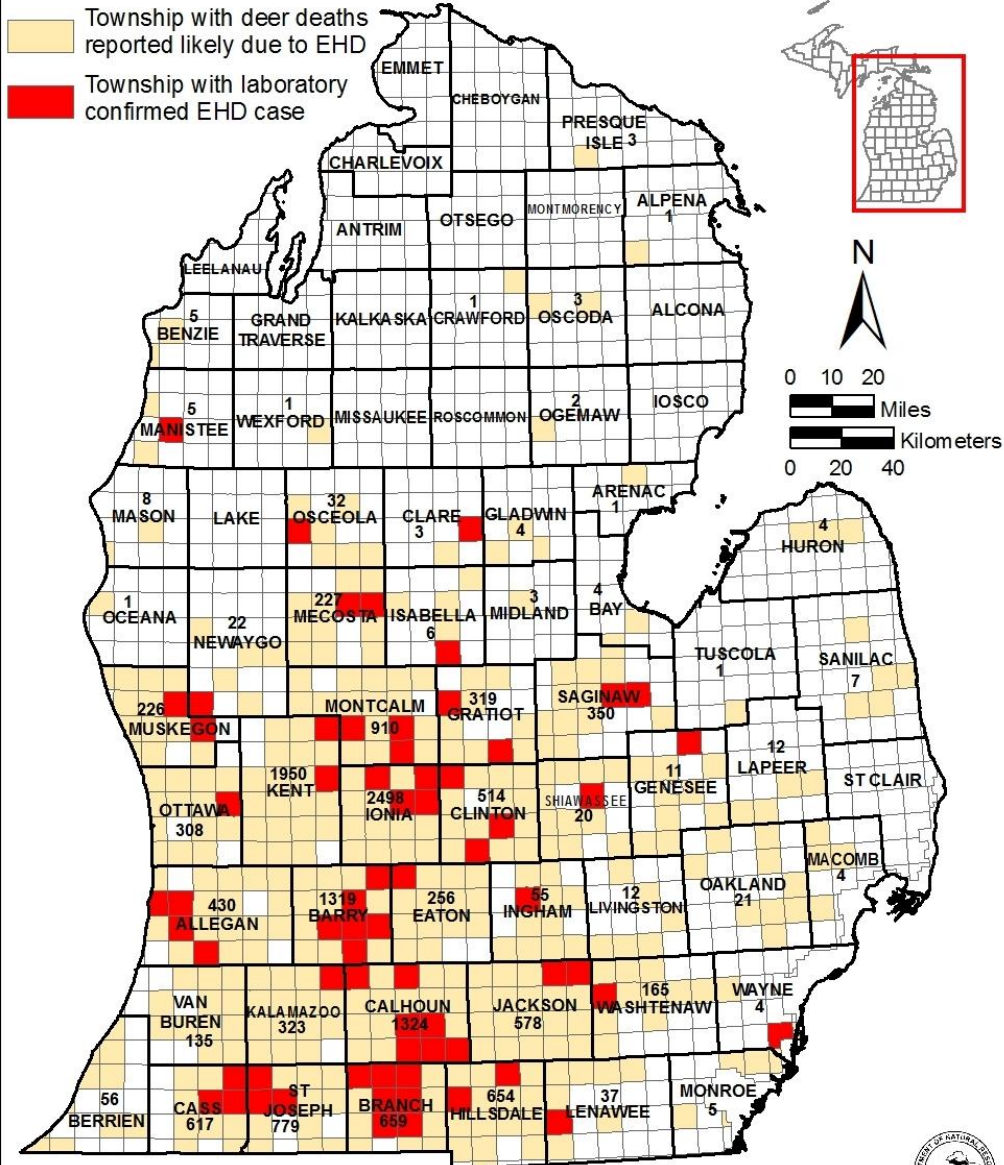 Township with deer deaths
reported likely due to EHD
Township with laboratory
confirmed EHD case
EMMET
CHEBOYGAN
PRESQUE
ISLE 3
CHARLEVOIX
ANTRIM
OTSEGO
MONTMORENCY
ALPENA
1
LEELANAU
5
BENZIE
GRAND
TRAVERSE
KALKASKA
1
CRAWFORD
3
OSCODA
ALCONA
5
MANISTEE
1
WEXFORD
MISSAUKEE
ROSCOMMON
2
OGEMAW
IOSCO
N
0 10 20
Miles
Kilometers
0 20 40
8
MASON
LAKE
32
OSCEOLA
CLARE
3
GLADWIN
4
ARENAC
1
4
HURON
1
OCEANA
22
NEWAYGO
227
MECOSTA
ISABELLA
6
3
MIDLAND
4
BAY
TUSCOLA
1
SANILAC
7
226
MUSKEGON
MONTCALM
910
319
GRATIOT
SAGINAW
350
1950
KENT
OTTAWA
308
2498
IONIA
514
CLINTON
SHIAWASSEE
20
11
GENESEE
12
LAPEER
ST CLAIR
430
ALLEGAN
1319
BARRY
256
EATON
55
INGHAM
12
LIVINGSTON
OAKLAND
21
MACOMB
4
VAN
BUREN
135
KALAMAZOO
323
CALHOUN
1324
JACKSON
578
165
WASHTENAW
WAYNE
4
56
BERRIEN
CASS
617
ST
JOSEPH
779
BRANCH
659
654
HILLSDALE
37
LENAWEE
MONROE
5